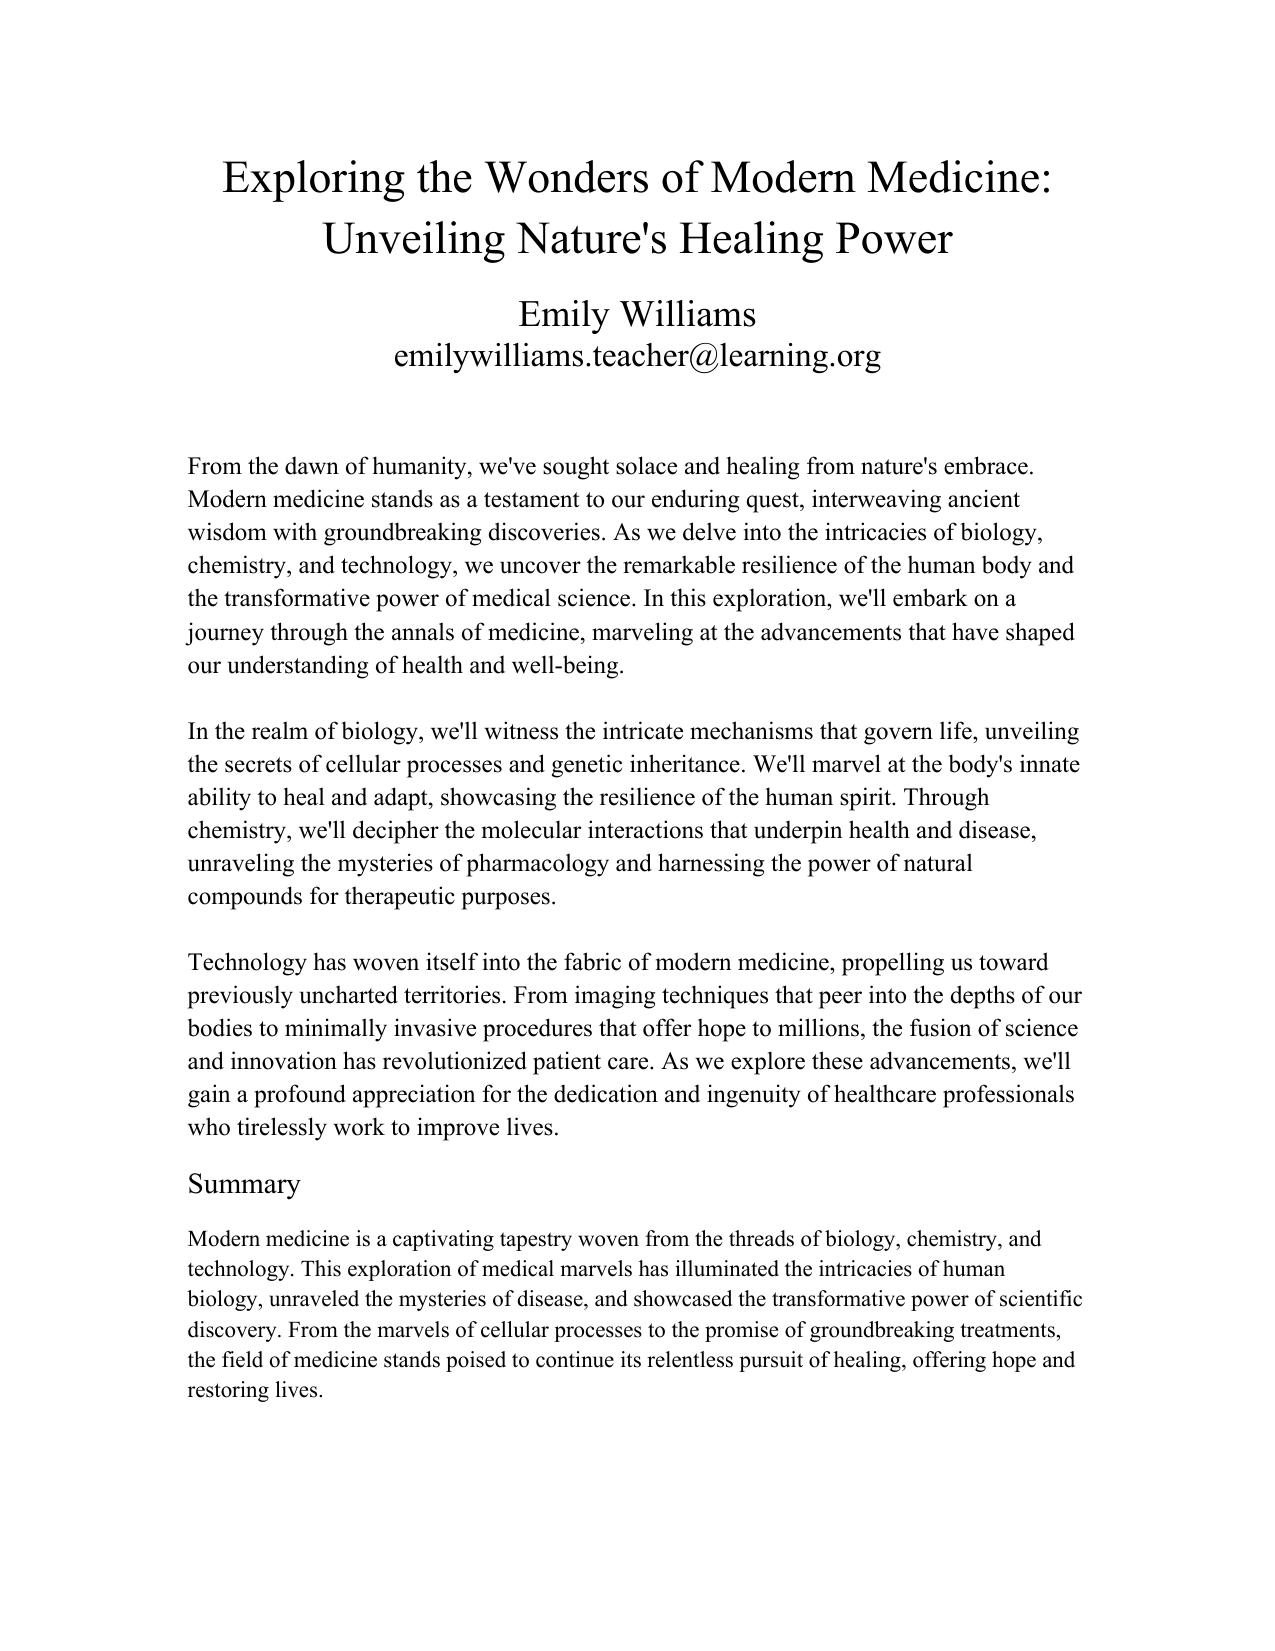 Exploring the Wonders of Modern Medicine:
Unveiling Nature's Healing Power
Emily Williams
emilywilliams.teacher@learning.org
From the dawn of humanity, we've sought solace and healing from nature's embrace.
Modern medicine stands as a testament to our enduring quest, interweaving ancient
wisdom with groundbreaking discoveries. As we delve into the intricacies of biology,
chemistry, and technology, we uncover the remarkable resilience of the human body and
the transformative power of medical science. In this exploration, we'll embark on a
journey through the annals of medicine, marveling at the advancements that have shaped
our understanding of health and well-being.
In the realm of biology, we'll witness the intricate mechanisms that govern life, unveiling
the secrets of cellular processes and genetic inheritance. We'll marvel at the body's innate
ability to heal and adapt, showcasing the resilience of the human spirit. Through
chemistry, we'll decipher the molecular interactions that underpin health and disease,
unraveling the mysteries of pharmacology and harnessing the power of natural
compounds for therapeutic purposes.
Technology has woven itself into the fabric of modern medicine, propelling us toward
previously uncharted territories. From imaging techniques that peer into the depths of our
bodies to minimally invasive procedures that offer hope to millions, the fusion of science
and innovation has revolutionized patient care. As we explore these advancements, we'll
gain a profound appreciation for the dedication and ingenuity of healthcare professionals
who tirelessly work to improve lives.
Summary
Modern medicine is a captivating tapestry woven from the threads of biology, chemistry, and
technology. This exploration of medical marvels has illuminated the intricacies of human
biology, unraveled the mysteries of disease, and showcased the transformative power of scientific
discovery. From the marvels of cellular processes to the promise of groundbreaking treatments,
the field of medicine stands poised to continue its relentless pursuit of healing, offering hope and
restoring lives.